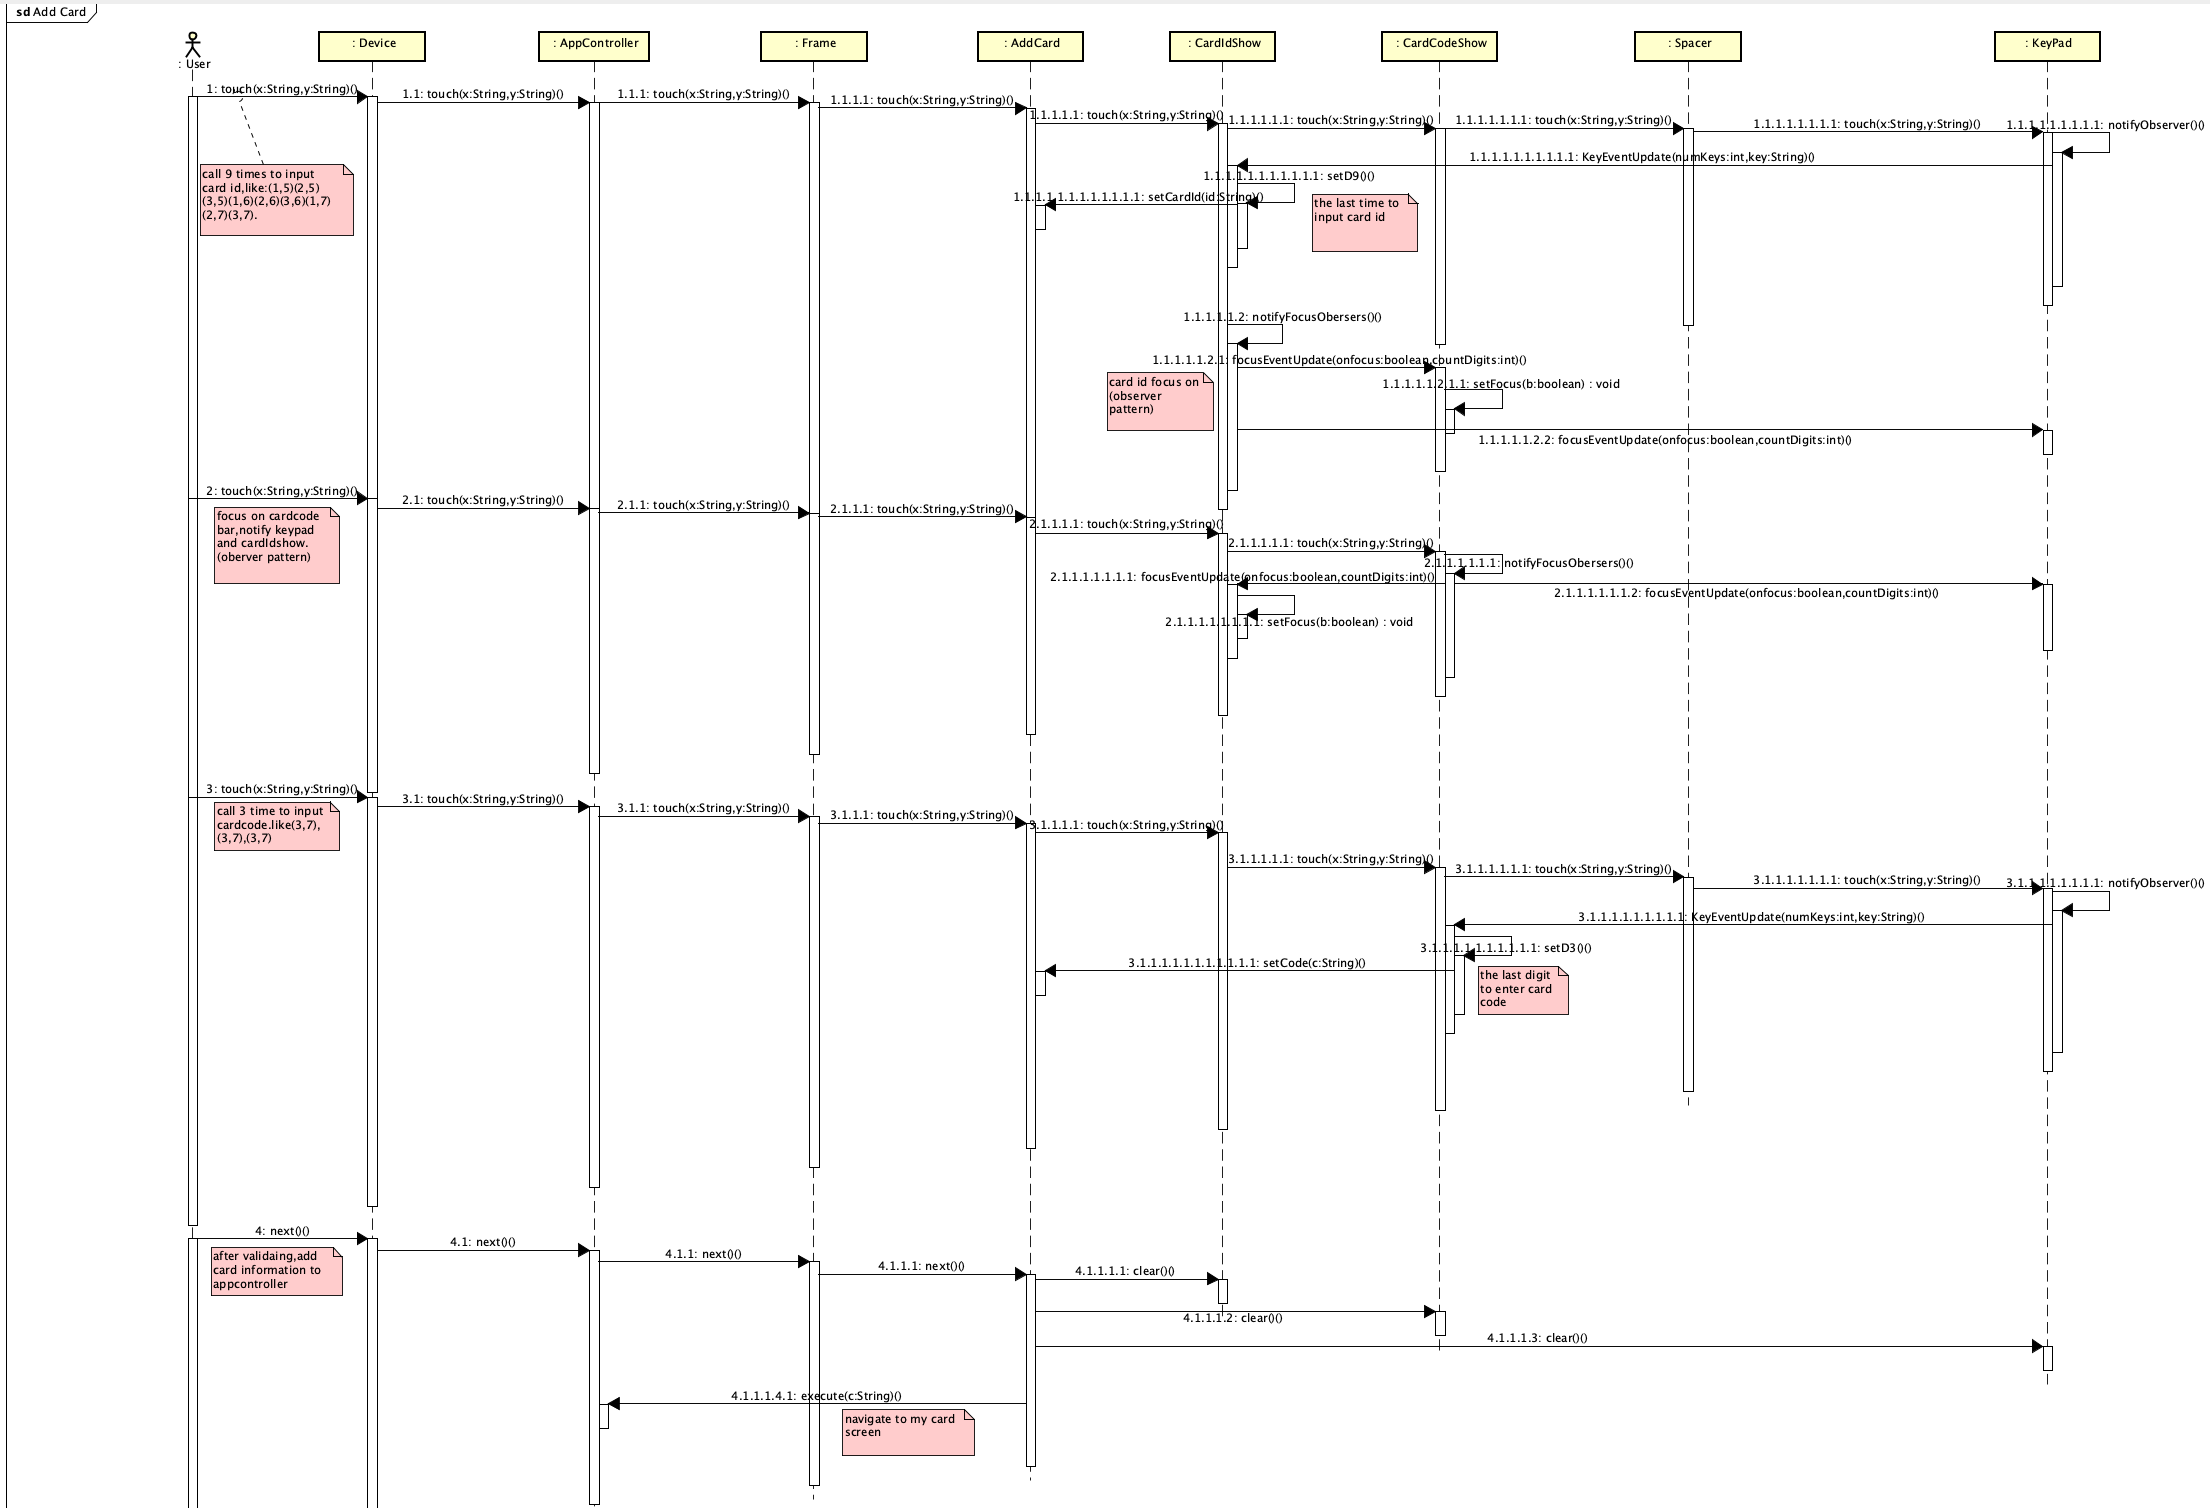 sd Add Card
: User
: Device
: AppController
: Frame
: AddCard
: CardIdShow
: CardCodeShow
: Spacer
: KeyPad
1: touch(x:String,y:String)()
1.1: touch(x:String,y:String)()
1.1.1: touch(x:String,y:String)()
1.1.1.1: touch(x:String,y:String)()
1.1.1.1.1: touch(x:String,y:String)()
1.1.1.1.1.1: touch(x:String,y:String)()
1.1.1.1.1.1.1: touch(x:String,y:String)()
1.1.1.1.1.1.1.1: touch(x:String,y:String)()
1.1.1.1.1.1.1.1.1: notifyObserver()()
1.1.1.1.1.1.1.1.1.1: KeyEventUpdate(numKeys:int,key:String)()
call 9 times to input
card id,like:(1,5)(2,5)
(3,5)(1,6)(2,6)(3,6)(1,7)
(2,7)(3,7).
1.1.1.1.1.1.1.1.1.1.1: setD9()()
1.1.1.1.1.1.1.1.1.1.1.1: setCardId(id:String)()
the last time to
input card id
1.1.1.1.1.2: notifyFocusObersers()()
1.1.1.1.1.2.1: focusEventUpdate(onfocus:boolean,countDigits:int)()
card id focus on
(observer
pattern)
1.1.1.1.1.2.1.1: setFocus(b:boolean) : void
1.1.1.1.1.2.2: focusEventUpdate(onfocus:boolean,countDigits:int)()
2: touch(x:String,y:String)()
2.1: touch(x:String,y:String)()
2.1.1: touch(x:String,y:String)()
2.1.1.1: touch(x:String,y:String)()
2.1.1.1.1: touch(x:String,y:String)()
focus on cardcode
bar,notify keypad
and cardIdshow.
(oberver pattern)
2.1.1.1.1.1: touch(x:String,y:String)()
2.1.1.1.1.1.1: notifyFocusObersers()()
2.1.1.1.1.1.1.1: focusEventUpdate(onfocus:boolean,countDigits:int)()
2.1.1.1.1.1.1.2: focusEventUpdate(onfocus:boolean,countDigits:int)()
2.1.1.1.1.1.1.1.1: setFocus(b:boolean) : void
3: touch(x:String,y:String)()
3.1: touch(x:String,y:String)()
3.1.1: touch(x:String,y:String)()
3.1.1.1: touch(x:String,y:String)()
3.1.1.1.1: touch(x:String,y:String)()
call 3 time to input
cardcode.like(3,7),
(3,7),(3,7)
3.1.1.1.1.1: touch(x:String,y:String)()
3.1.1.1.1.1.1: touch(x:String,y:String)()
3.1.1.1.1.1.1.1: touch(x:String,y:String)()
3.1.1.1.1.1.1.1.1: notifyObserver()()
3.1.1.1.1.1.1.1.1.1: KeyEventUpdate(numKeys:int,key:String)()
3.1.1.1.1.1.1.1.1.1.1: setD3()()
3.1.1.1.1.1.1.1.1.1.1.1: setCode(c:String)()
the last digit
to enter card
code
4: next()()
4.1: next()()
4.1.1: next()()
4.1.1.1: next()()
4.1.1.1.1: clear()()
after validaing,add
card information to
appcontroller
4.1.1.1.2: clear()()
4.1.1.1.3: clear()()
4.1.1.1.4.1: execute(c:String)()
navigate to my card
screen